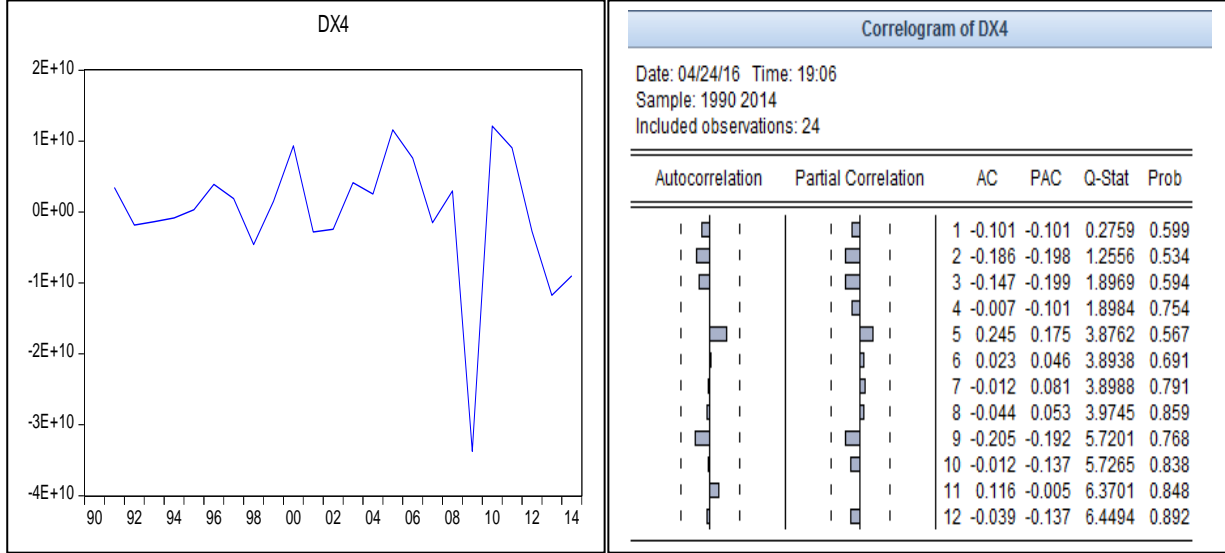 DX4
2E+10
1E+10
0E+00
-1E+10
-2E+10
-3E+10
-4E+10
90 92 94 96 98 00 02 04 06 08 10 12 14
Correlogram of DX4
Date: 04/24/16 Time: 19:06
Sample: 1990 2014
Included observations: 24
Autocorrelation Partial Correlation AC PAC Q-Stat Prob
1 -0.101 -0.101 0.2759 0.599
2 -0.186 -0.198 1.2556 0.534
3 -0.147 -0.199 1.8969 0.594
4 -0.007 -0.101 1.8984 0.754
5 0.245 0.175 3.8762 0.567
6 0.023 0.046 3.8938 0.691
7 -0.012 0.081 3.8988 0.791
8 -0.044 0.053 3.9745 0.859
9 -0.205 -0.192 5.7201 0.768
10 -0.012 -0.137 5.7265 0.838
11 0.116 -0.005 6.3701 0.848
12 -0.039 -0.137 6.4494 0.892